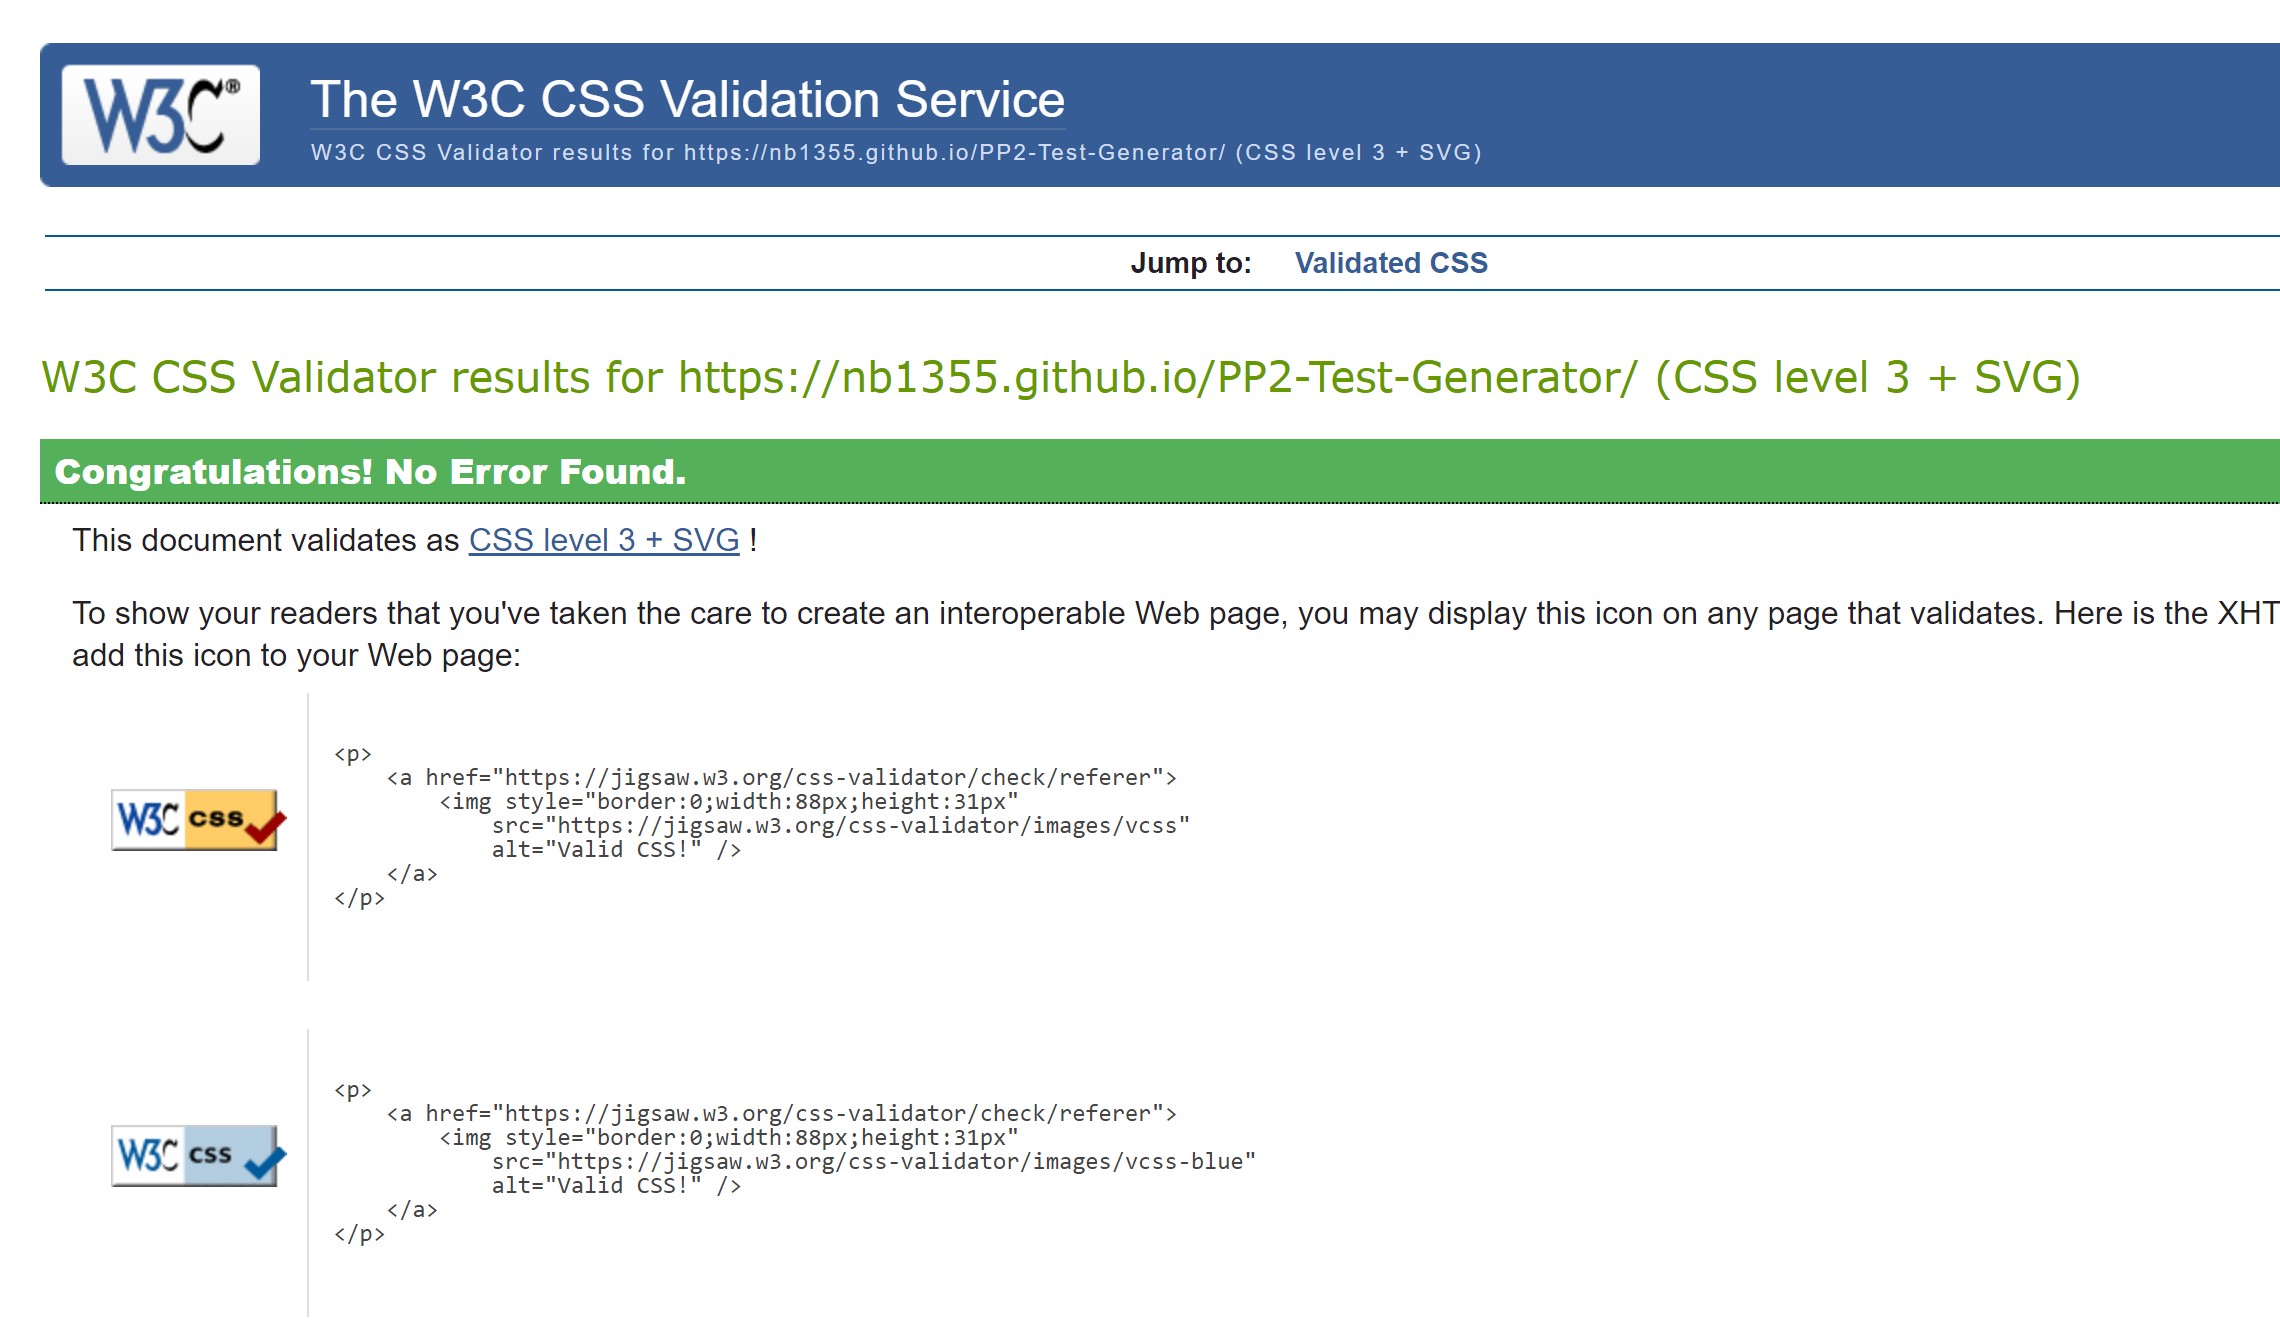 W3C®
The W3C CSS Validation Service
W3C CSS Validator results for https://nb1355.github.io/PP2-Test-Generator/ (CSS level 3 + SVG)
Jump to: Validated CSS
W3C CSS Validator results for https://nb1355.github.io/PP2-Test-Generator/ (CSS level 3 + SVG)
Congratulations! No Error Found.
This document validates as CSS level 3 + SVG !
To show your readers that you've taken the care to create an interoperable Web page, you may display this icon on any page that validates. Here is the XHT
add this icon to your Web page:
W3C css
<p>
    <a href="https://jigsaw.w3.org/css-validator/check/referer">
        <img style="border:0;width:88px;height:31px"
            src="https://jigsaw.w3.org/css-validator/images/vcss"
            alt="Valid CSS!" />
    </a>
</p>
W3C css
<p>
    <a href="https://jigsaw.w3.org/css-validator/check/referer">
        <img style="border:0;width:88px;height:31px"
            src="https://jigsaw.w3.org/css-validator/images/vcss-blue"
            alt="Valid CSS!" />
    </a>
</p>